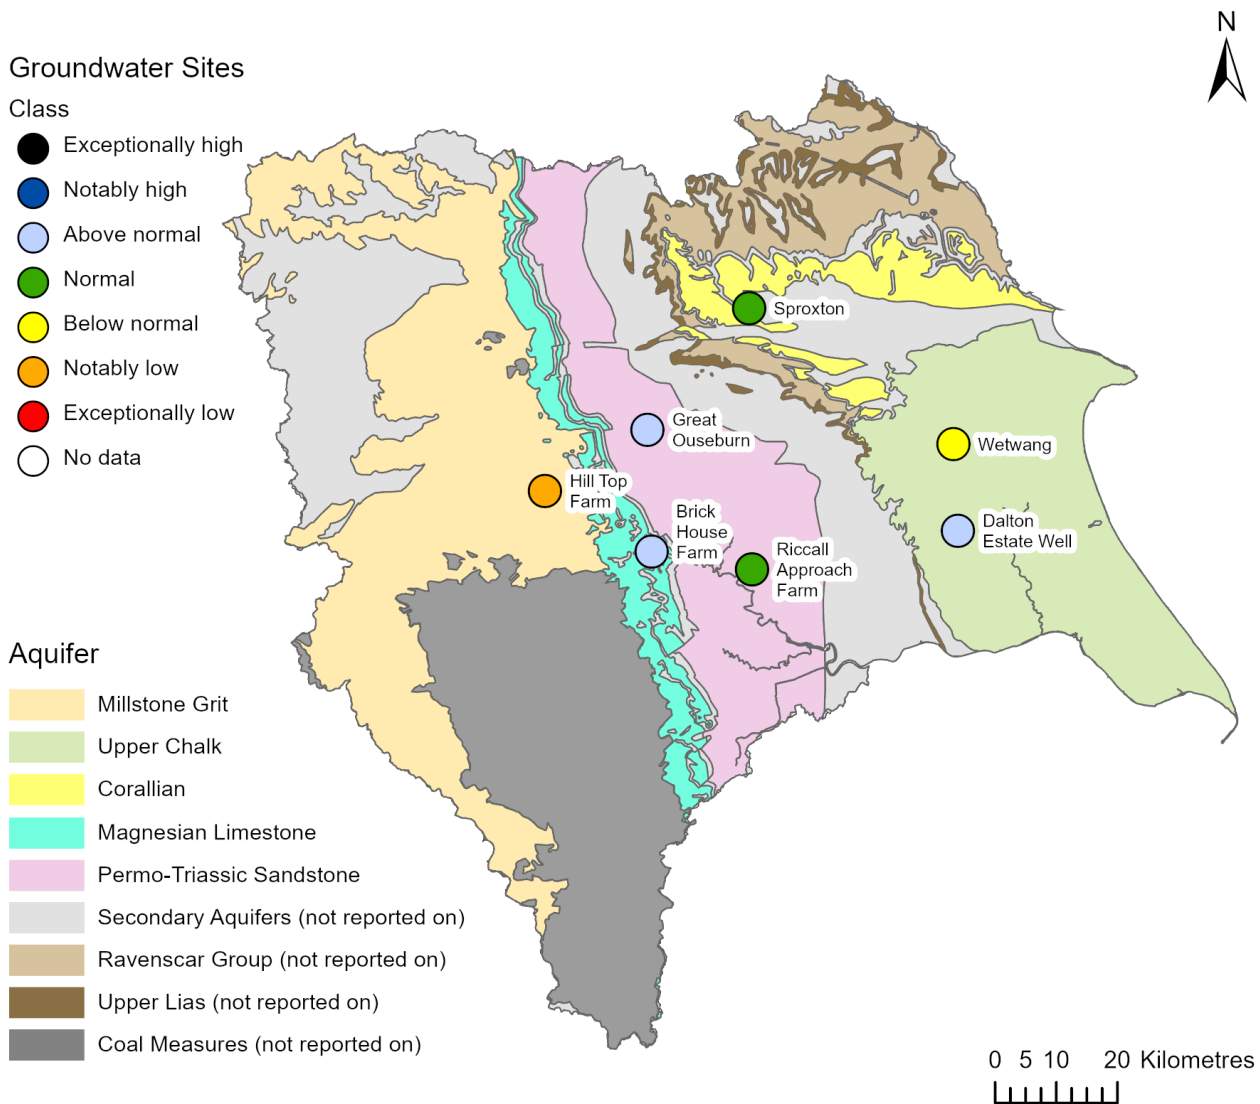 N
Groundwater Sites
Class
Exceptionally high
Notably high
Above normal
Normal
Below normal
Notably low
Exceptionally low
No data
Sproxton
Great
Ouseburn
Wetwang
Hill Top
Farm
Brick
House
Farm
Dalton
Estate Well
Riccall
Approach
Farm
Aquifer
Millstone Grit
Upper Chalk
Corallian
Magnesian Limestone
Permo-Triassic Sandstone
Secondary Aquifers (not reported on)
Ravenscar Group (not reported on)
Upper Lias (not reported on)
Coal Measures (not reported on)
0 5 10 20 Kilometres